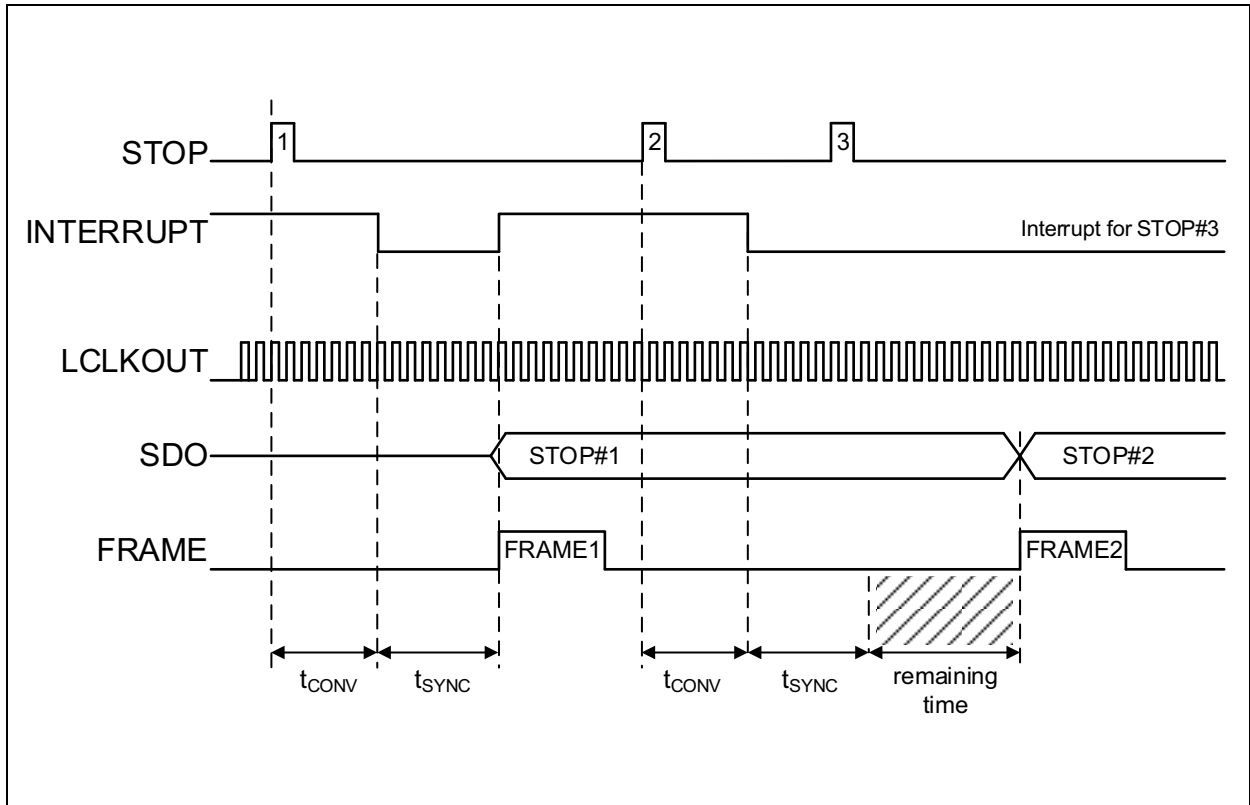 STOP
1
2
3
INTERRUPT
Interrupt for STOP#3
LCLKOUT
SDO
STOP#1
STOP#2
FRAME
FRAME1
FRAME2
tCONV
tSYNC
tCONV
tSYNC
remaining
time